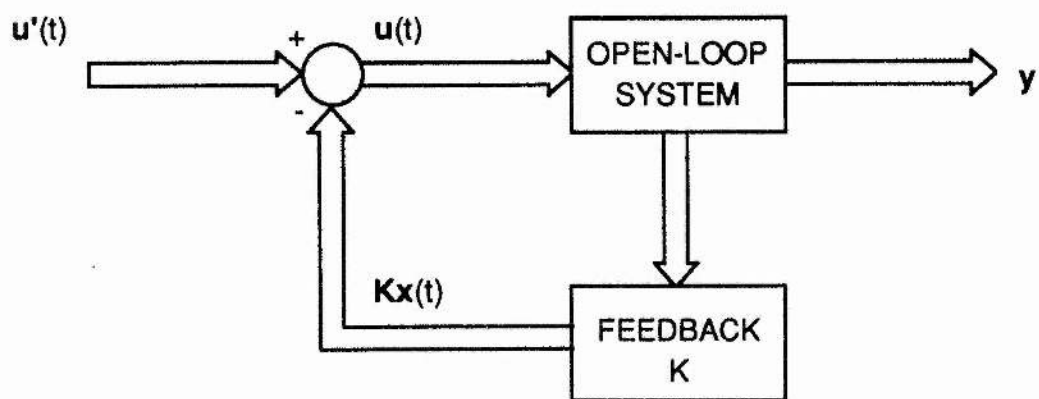 u'(t)
+
u(t)
OPEN-LOOP
SYSTEM
y
-
Kx(t)
FEEDBACK
K